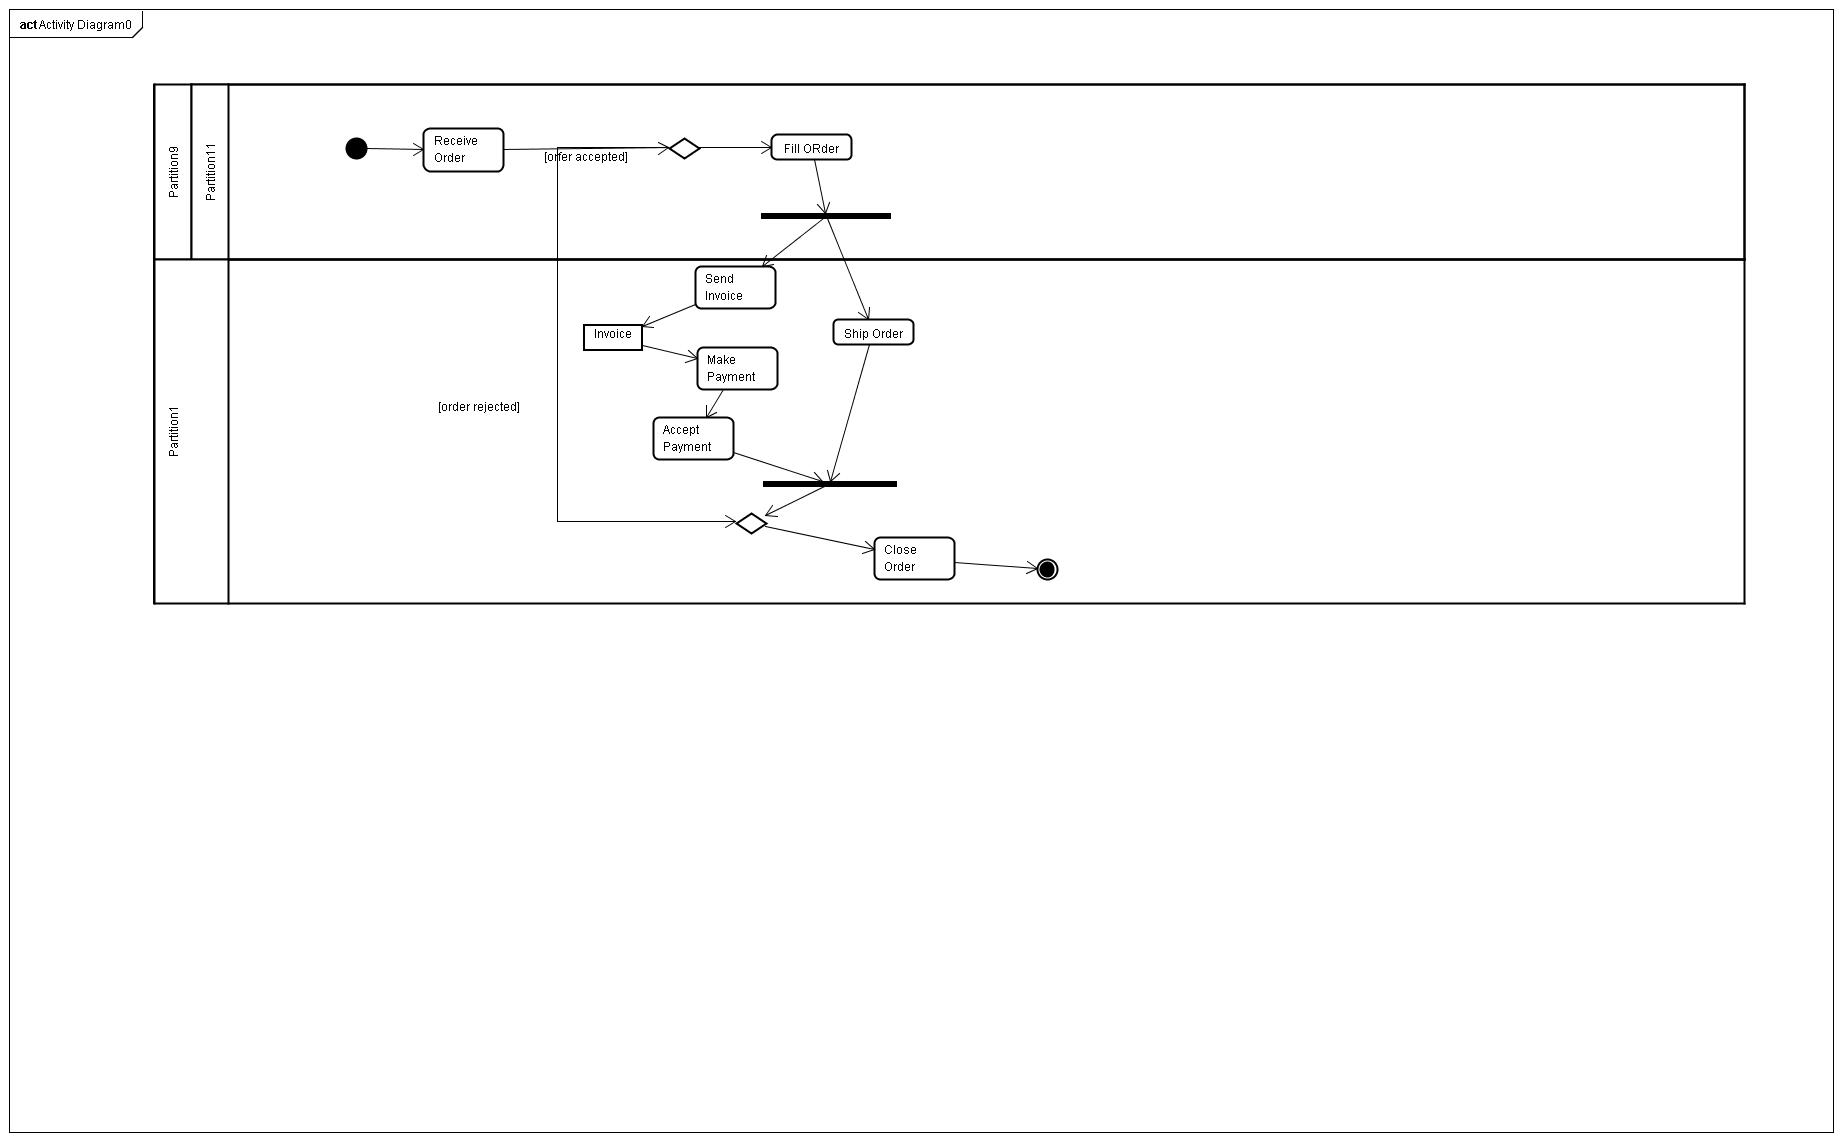 act Activity Diagram0
Partition9
Partition11
Receive
Order
[orfer accepted]
Fill ORder
Partition1
Send
Invoice
Invoice
Ship Order
Make
Payment
[order rejected]
Accept
Payment
Close
Order